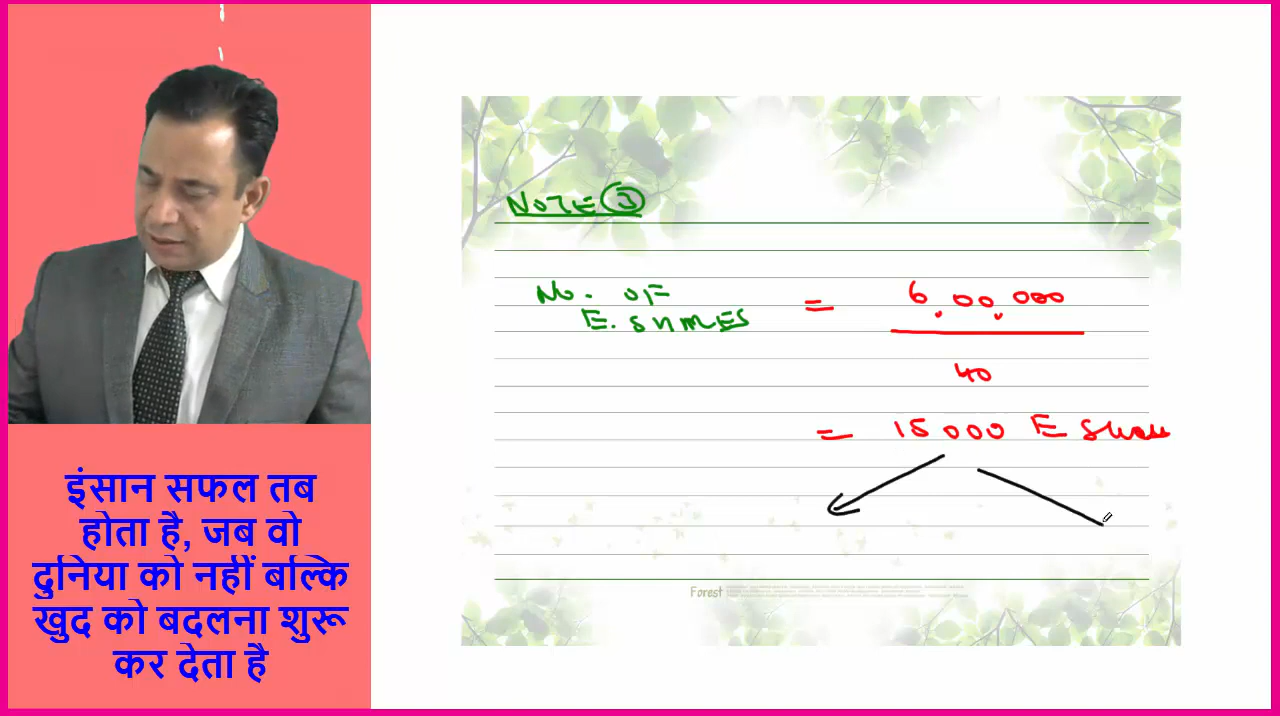 NOTE ③
No. OF
E. SHARES
= 6,00,000
40
= 15000 E Share
Forest
इंसान सफल तब
होता है, जब वो
दुनिया को नहीं बल्कि
खुद को बदलना शुरू
कर देता है